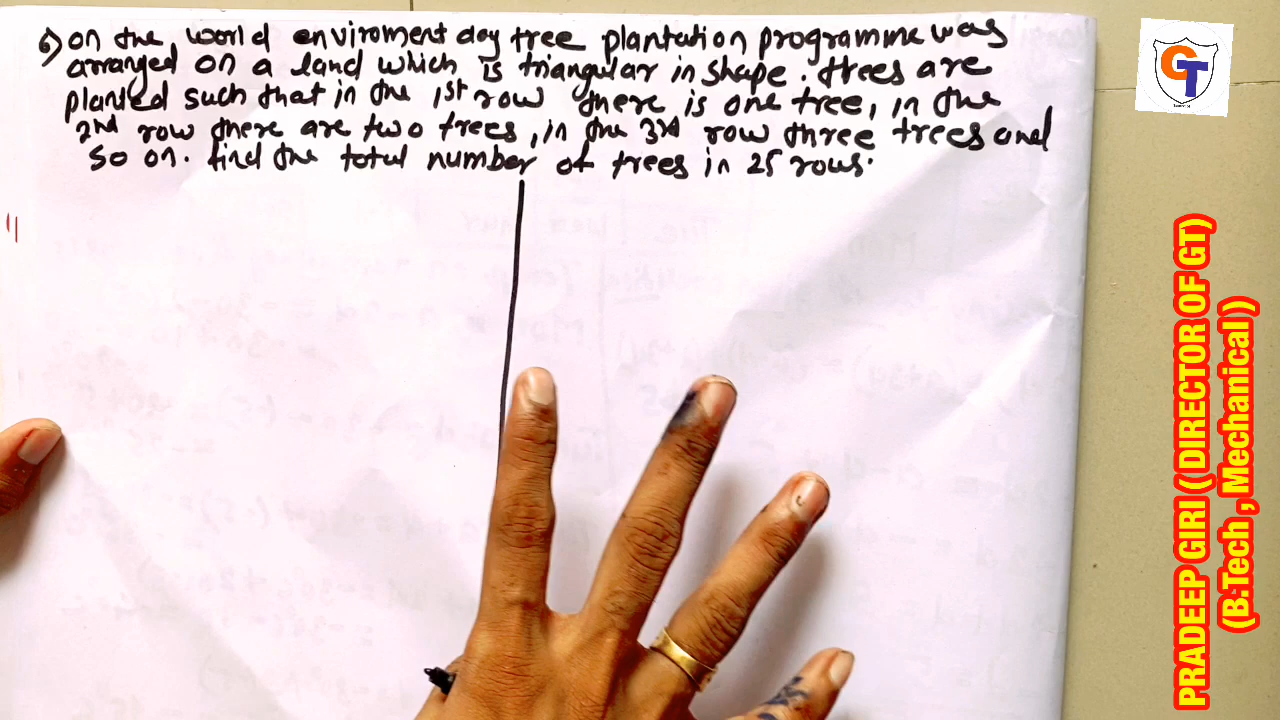 6) on the world enviroment day tree plantation programme was
arranged on a land which is triangular in shape. trees are
planted such that in the 1st row there is one tree, in the
2nd row there are two trees, in the 3rd row three trees and
so on. find the total number of trees in 25 rows.
GT
PRADEEP GIRI ( DIRECTOR OF GT)
(B.Tech , Mechanical )